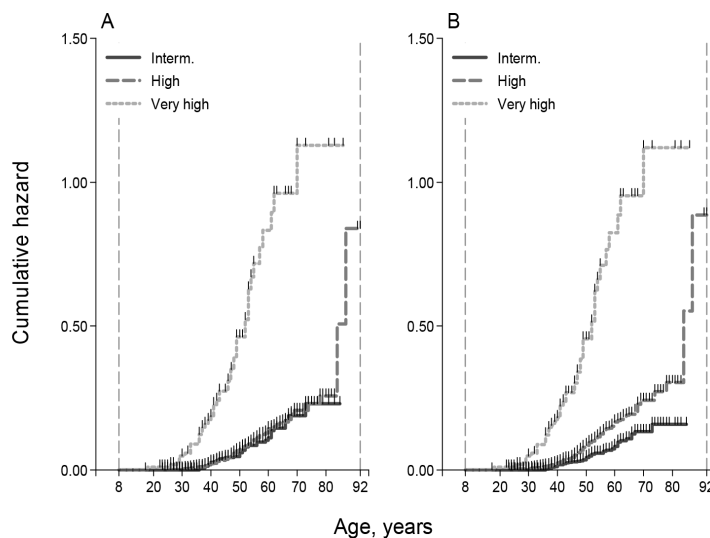 A
1.50
Interm.
High
Very high
1.00
0.50
0.00
8 20 30 40 50 60 70 80 92
B
1.50
Interm.
High
Very high
1.00
0.50
0.00
8 20 30 40 50 60 70 80 92
Cumulative hazard
Age, years